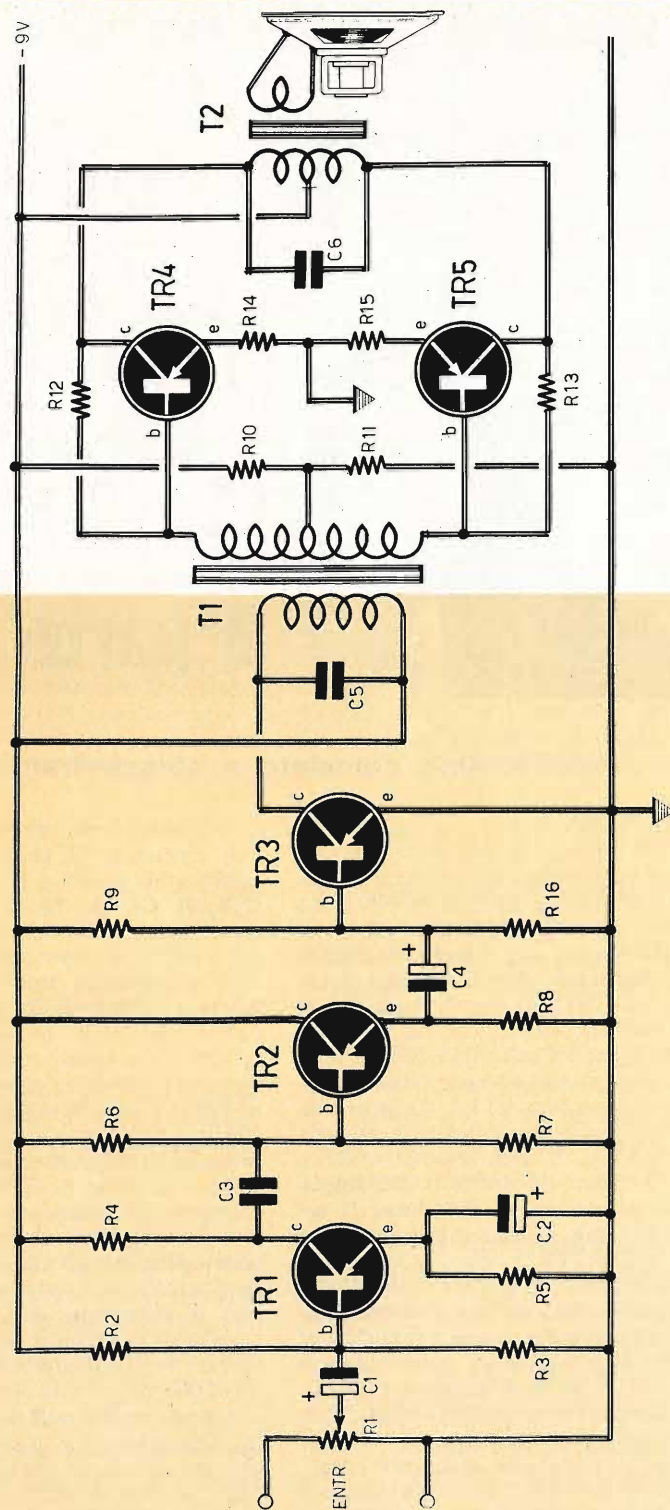 ENTR
R1
+
C1
R2
R3
b
TR1
c
e
R4
R5
C2
+
C3
R6
R7
b
TR2
c
e
R8
C4
+
R9
R16
b
TR3
c
e
C5
T1
R10
R11
R12
b
TR4
c
e
R14
R15
b
TR5
e
c
R13
C6
T2
- 9V